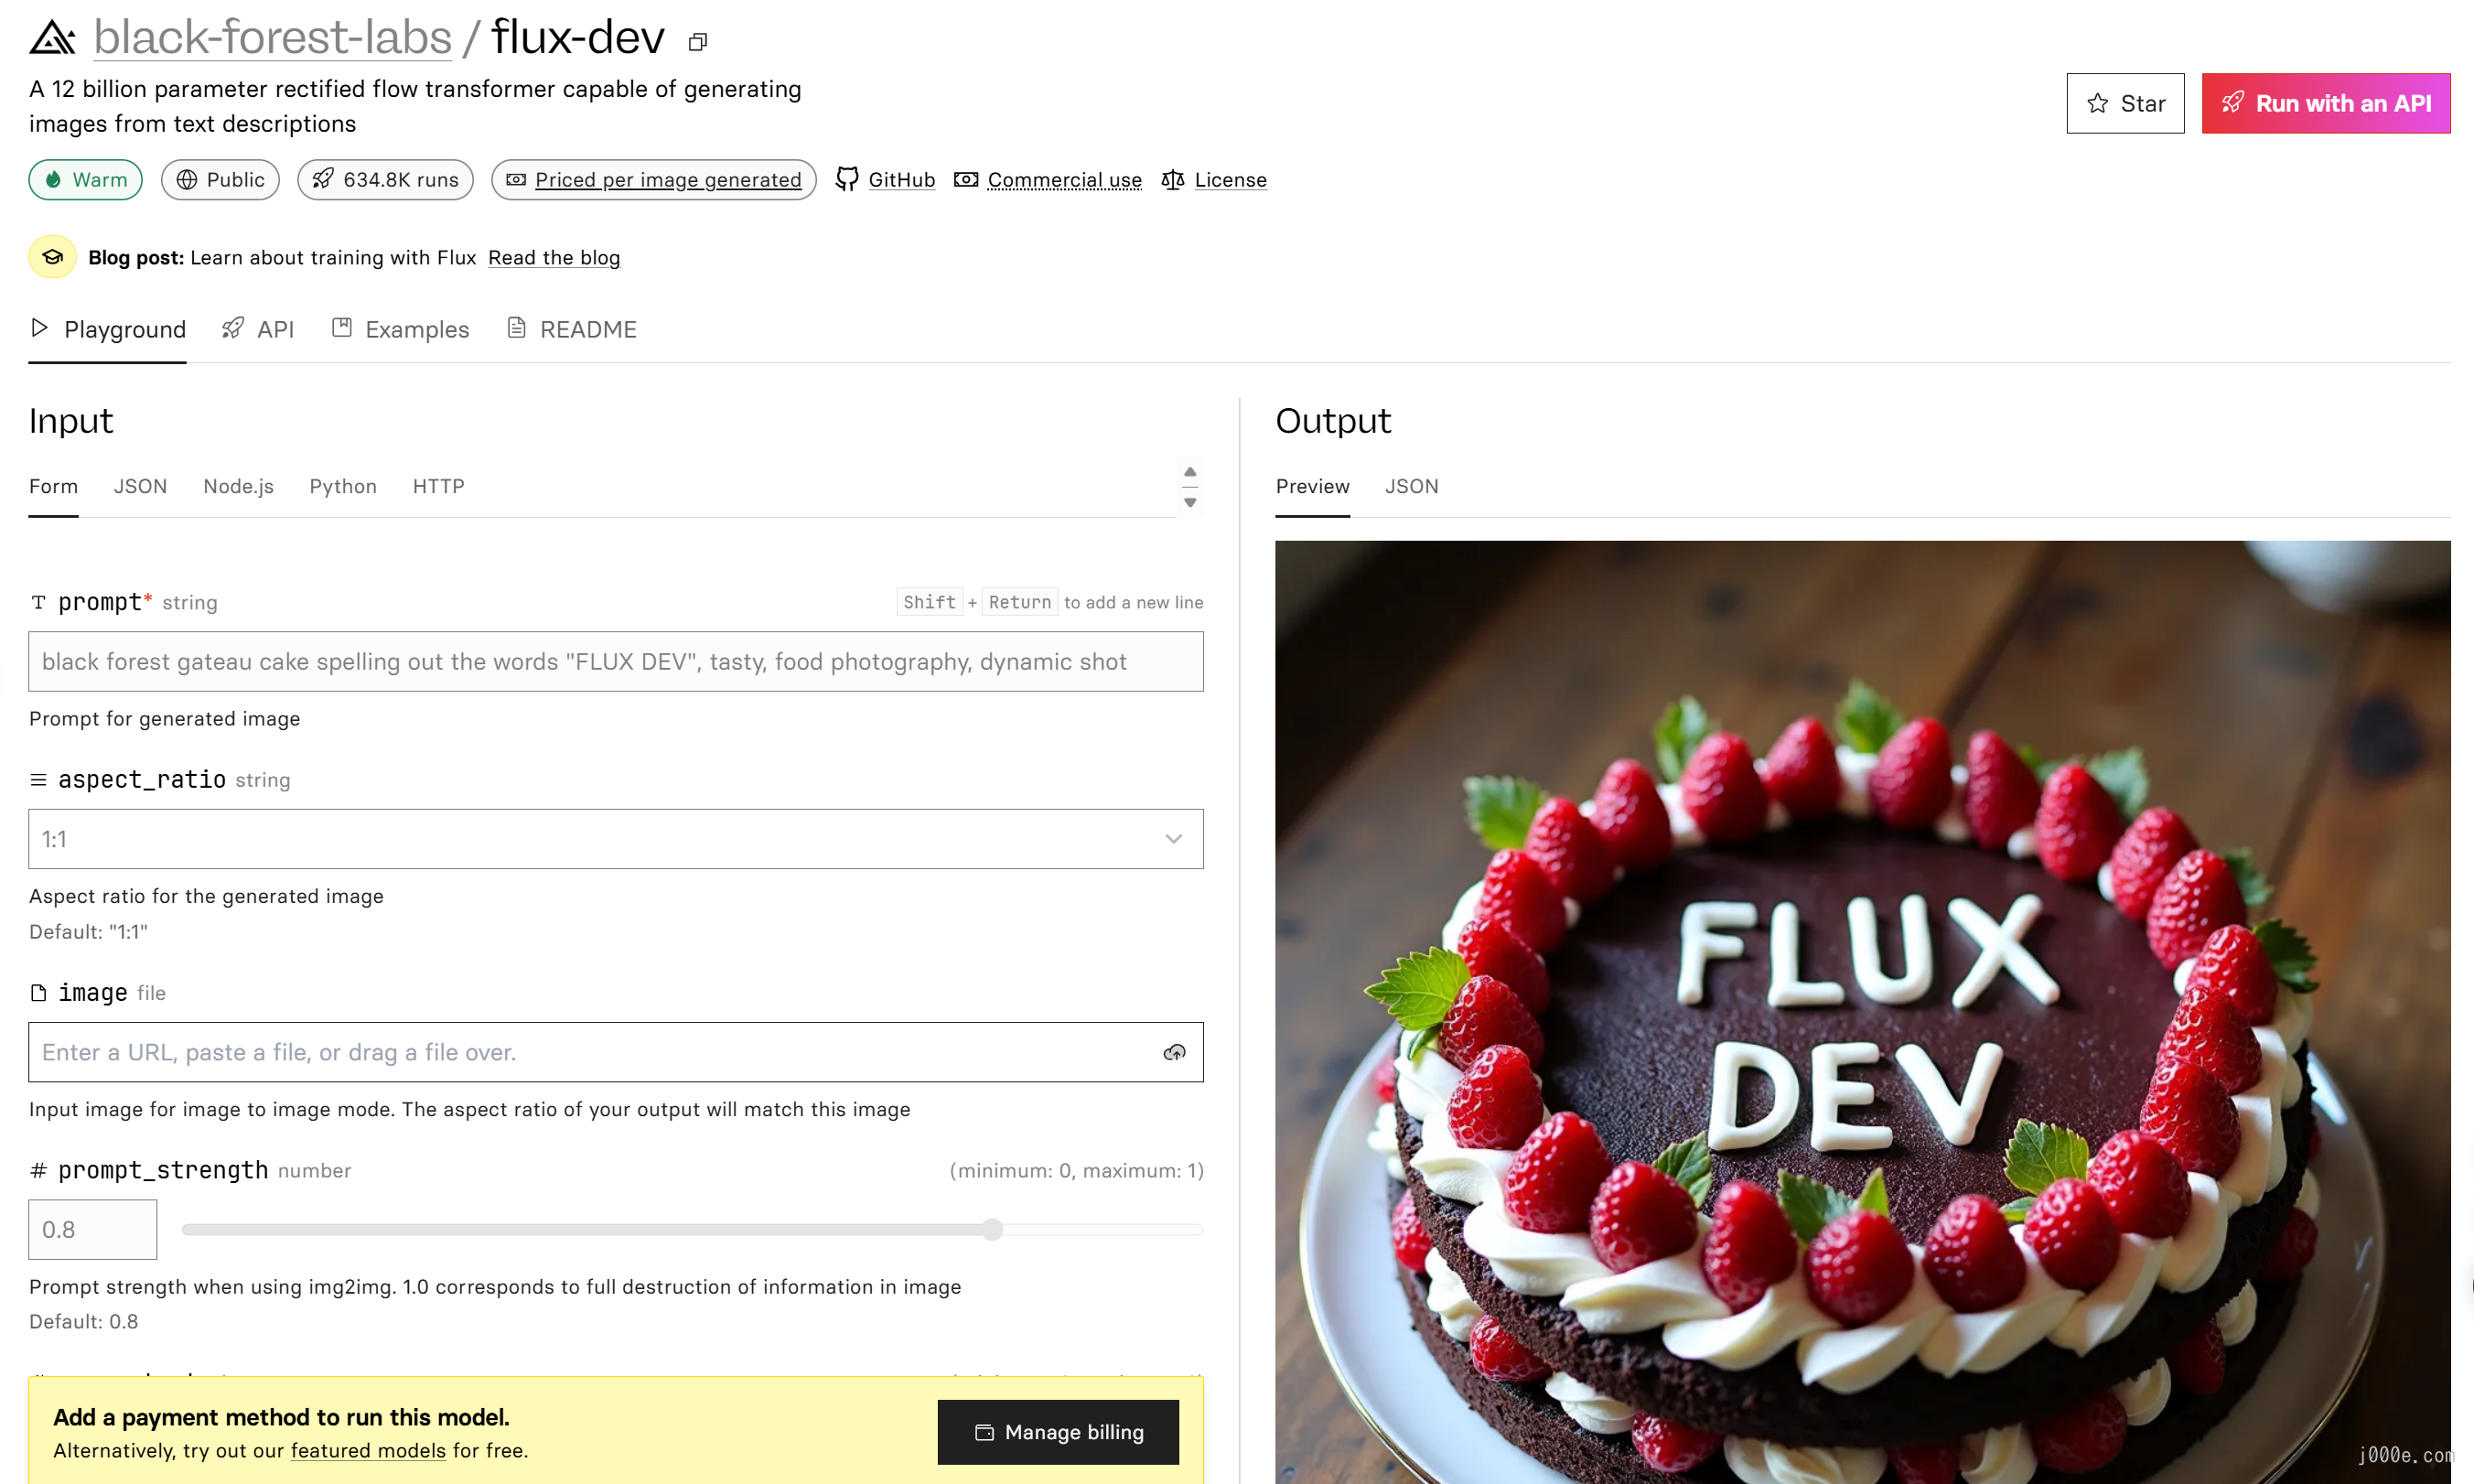 black-forest-labs / flux-dev
A 12 billion parameter rectified flow transformer capable of generating
images from text descriptions
Star
Run with an API
Warm
Public
634.8K runs
Priced per image generated
GitHub
Commercial use
License
Blog post: Learn about training with Flux Read the blog
Playground
API
Examples
README
Input
Form
JSON
Node.js
Python
HTTP
prompt* string
Shift + Return to add a new line
black forest gateau cake spelling out the words "FLUX DEV", tasty, food photography, dynamic shot
Prompt for generated image
aspect_ratio string
1:1
Aspect ratio for the generated image
Default: "1:1"
image file
Enter a URL, paste a file, or drag a file over.
Input image for image to image mode. The aspect ratio of your output will match this image
# prompt_strength number
(minimum: 0, maximum: 1)
0.8
Prompt strength when using img2img. 1.0 corresponds to full destruction of information in image
Default: 0.8
Add a payment method to run this model.
Alternatively, try out our featured models for free.
Manage billing
Output
Preview
JSON
FLUX
DEV
j000e.com